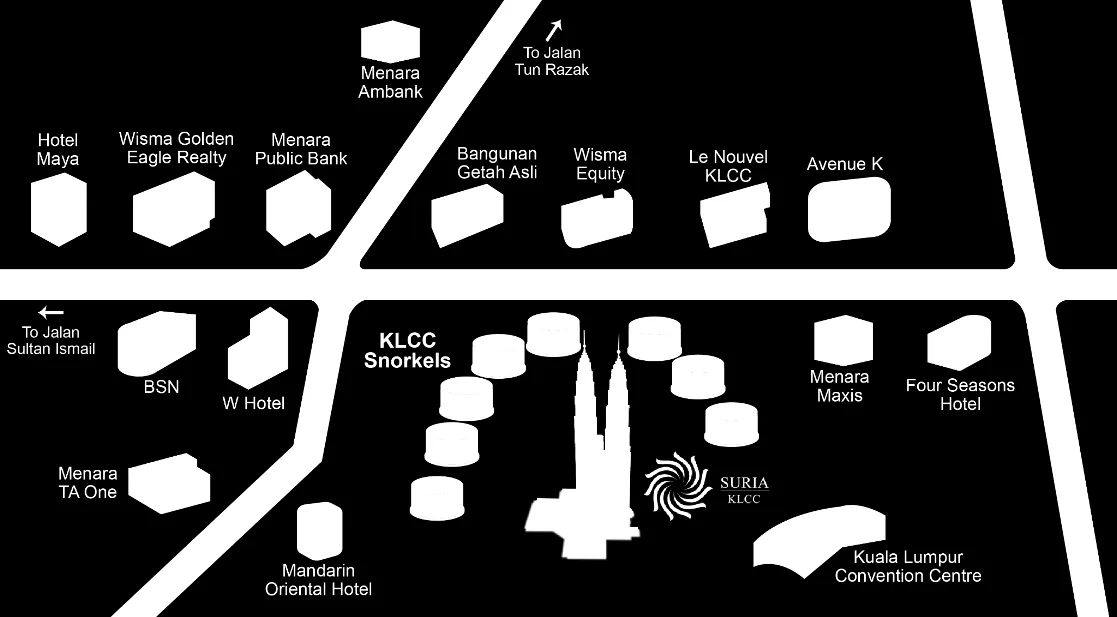 Menara
Ambank
To Jalan
Tun Razak
Hotel
Maya
Wisma Golden
Eagle Realty
Menara
Public Bank
Bangunan
Getah Asli
Wisma
Equity
Le Nouvel
KLCC
Avenue K
To Jalan
Sultan Ismail
BSN
W Hotel
KLCC
Snorkels
Menara
Maxis
Four Seasons
Hotel
Menara
TA One
SURIA
KLCC
Mandarin
Oriental Hotel
Kuala Lumpur
Convention Centre